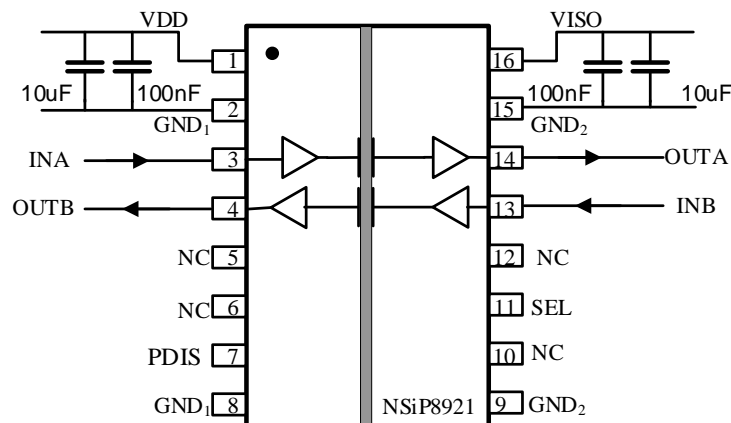 VDD VISO
1 16
10uF 100nF 100nF 10uF
2 15
GND₁ GND₂
INA 3 14 OUTA
OUTB 4 13 INB
NC 5 12 NC
NC 6 11 SEL
PDIS 7 10 NC
GND₁ 8 NSiP8921 9 GND₂